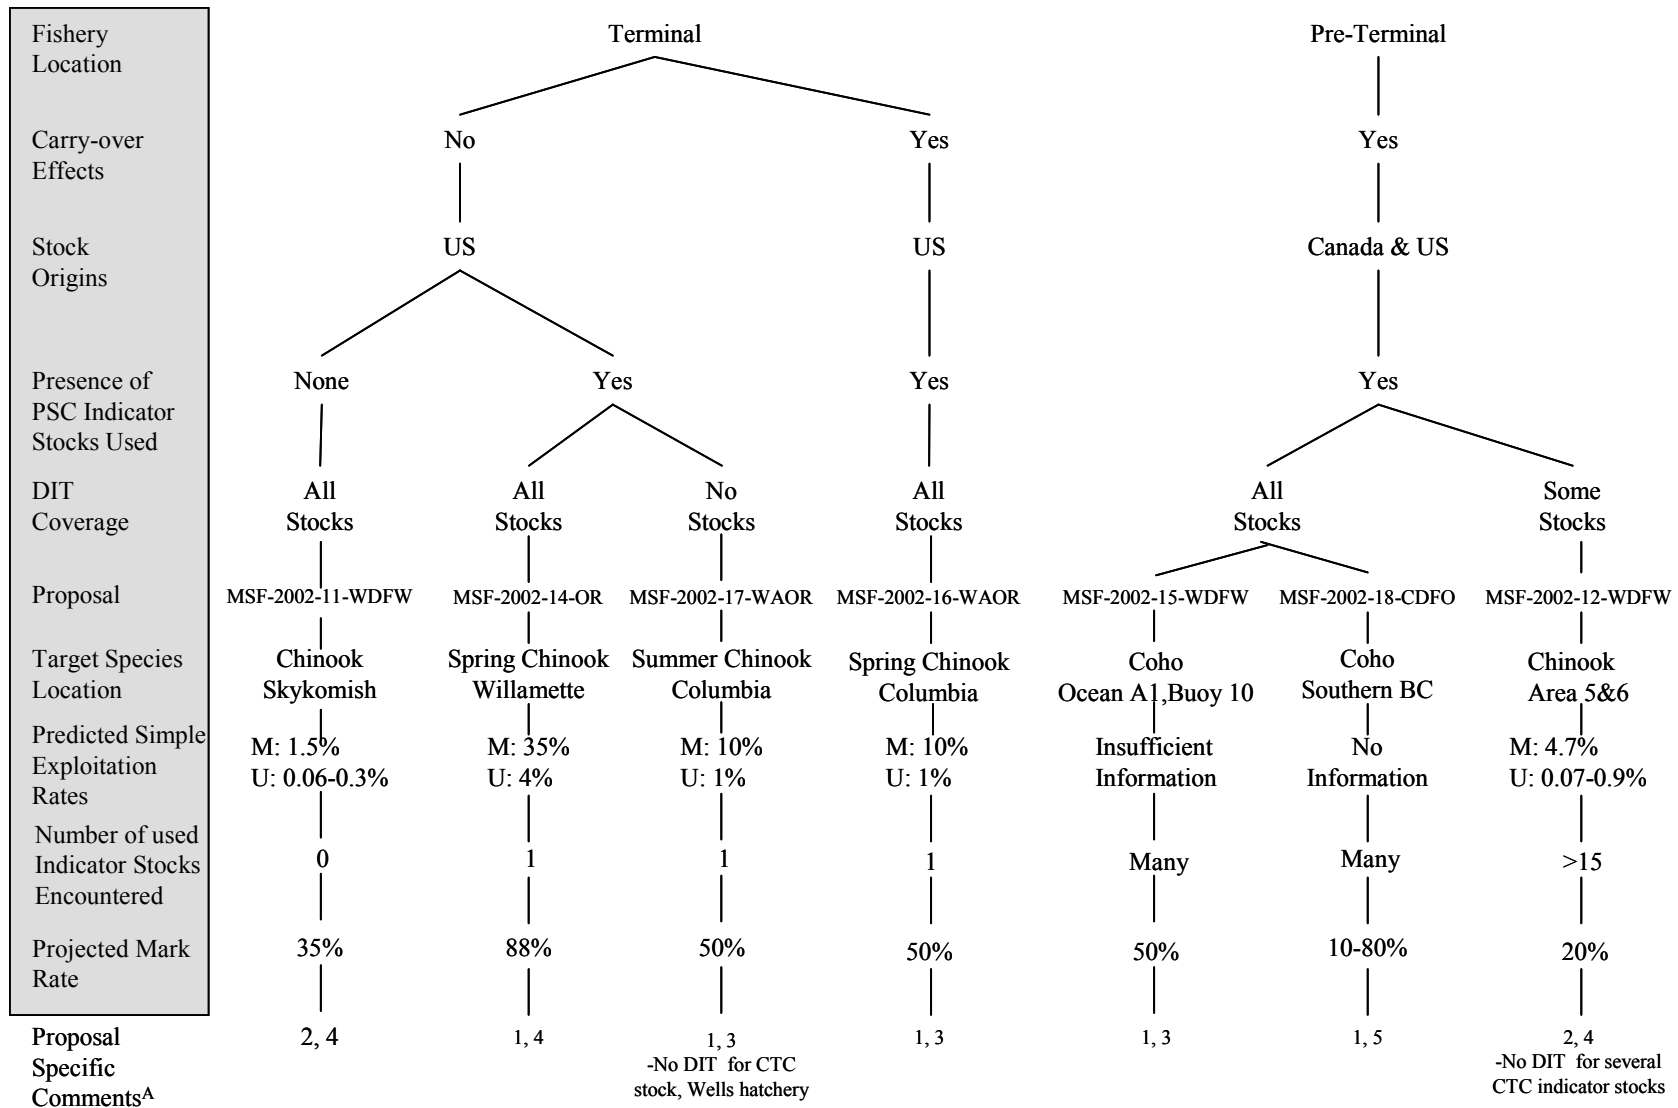 Fishery
Location
Terminal
Pre-Terminal
Carry-over
Effects
No
Yes
Yes
Stock
Origins
US
US
Canada & US
Presence of
PSC Indicator
Stocks Used
None
Yes
Yes
Yes
DIT
Coverage
All
Stocks
All
Stocks
No
Stocks
All
Stocks
All
Stocks
Some
Stocks
Proposal
MSF-2002-11-WDFW
MSF-2002-14-OR
MSF-2002-17-WAOR
MSF-2002-16-WAOR
MSF-2002-15-WDFW
MSF-2002-18-CDFO
MSF-2002-12-WDFW
Target Species
Location
Chinook
Skykomish
Spring Chinook
Willamette
Summer Chinook
Columbia
Spring Chinook
Columbia
Coho
Ocean A1,Buoy 10
Coho
Southern BC
Chinook
Area 5&6
Predicted Simple
Exploitation
Rates
M: 1.5%
U: 0.06-0.3%
M: 35%
U: 4%
M: 10%
U: 1%
M: 10%
U: 1%
Insufficient
Information
No
Information
M: 4.7%
U: 0.07-0.9%
Number of used
Indicator Stocks
Encountered
0
1
1
1
Many
Many
>15
Projected Mark
Rate
35%
88%
50%
50%
50%
10-80%
20%
Proposal
Specific
Comments^A
2, 4
1, 4
1, 3
-No DIT for CTC
stock, Wells hatchery
1, 3
1, 3
1, 5
2, 4
-No DIT for several
CTC indicator stocks